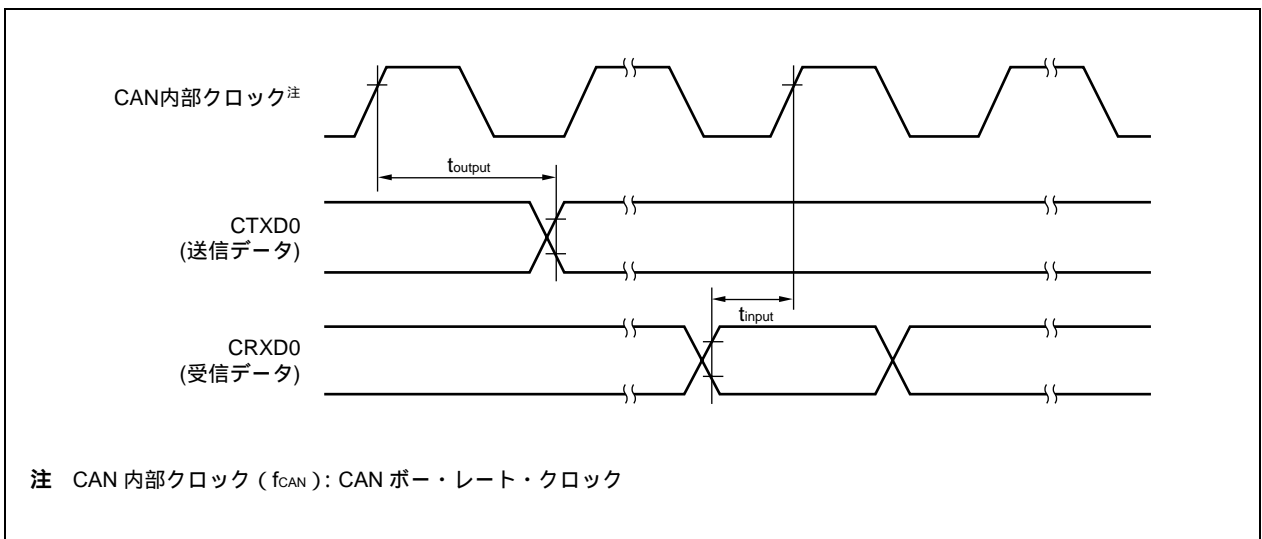 CAN内部クロック注
toutput
CTXD0
(送信データ)
tinput
CRXD0
(受信データ)
注 CAN 内部クロック ( fCAN ): CAN ボー・レート・クロック